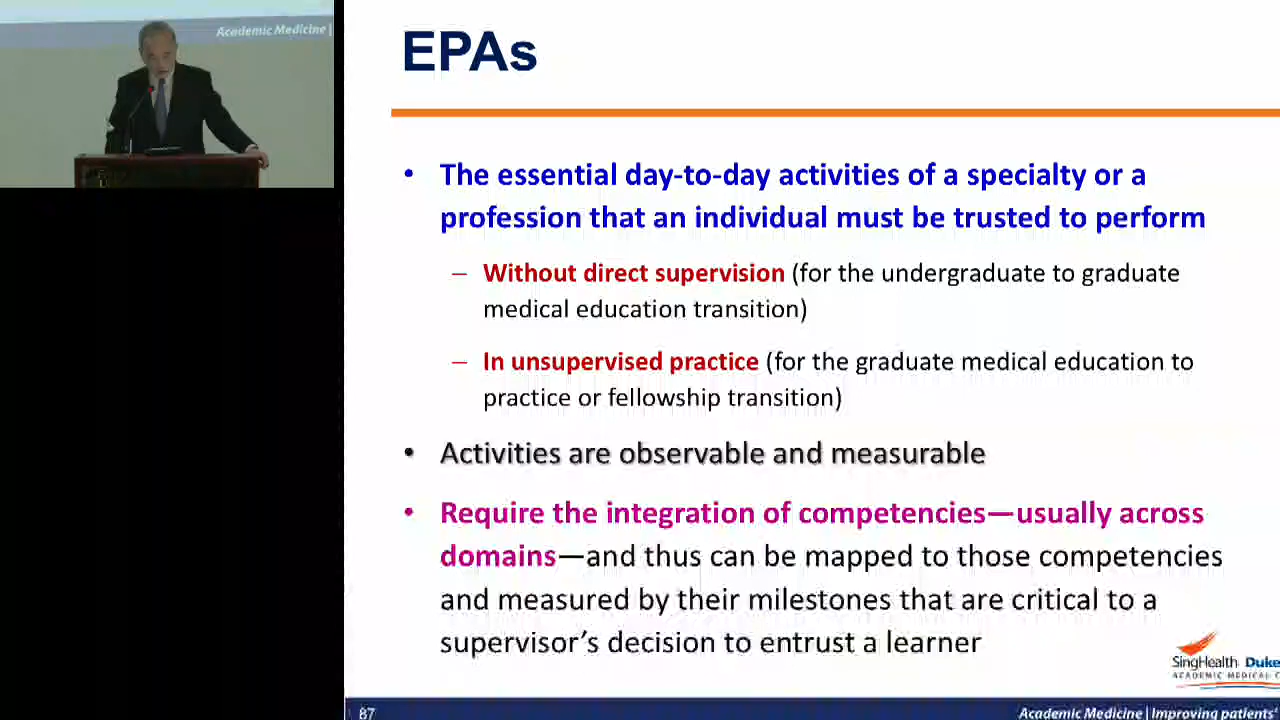 Academic Medicine |
EPAs
• The essential day-to-day activities of a specialty or a
profession that an individual must be trusted to perform
– Without direct supervision (for the undergraduate to graduate
medical education transition)
– In unsupervised practice (for the graduate medical education to
practice or fellowship transition)
• Activities are observable and measurable
• Require the integration of competencies—usually across
domains—and thus can be mapped to those competencies
and measured by their milestones that are critical to a
supervisor’s decision to entrust a learner
SingHealth Duke
ACADEMIC MEDICAL C
87
Academic Medicine | Improving patients'